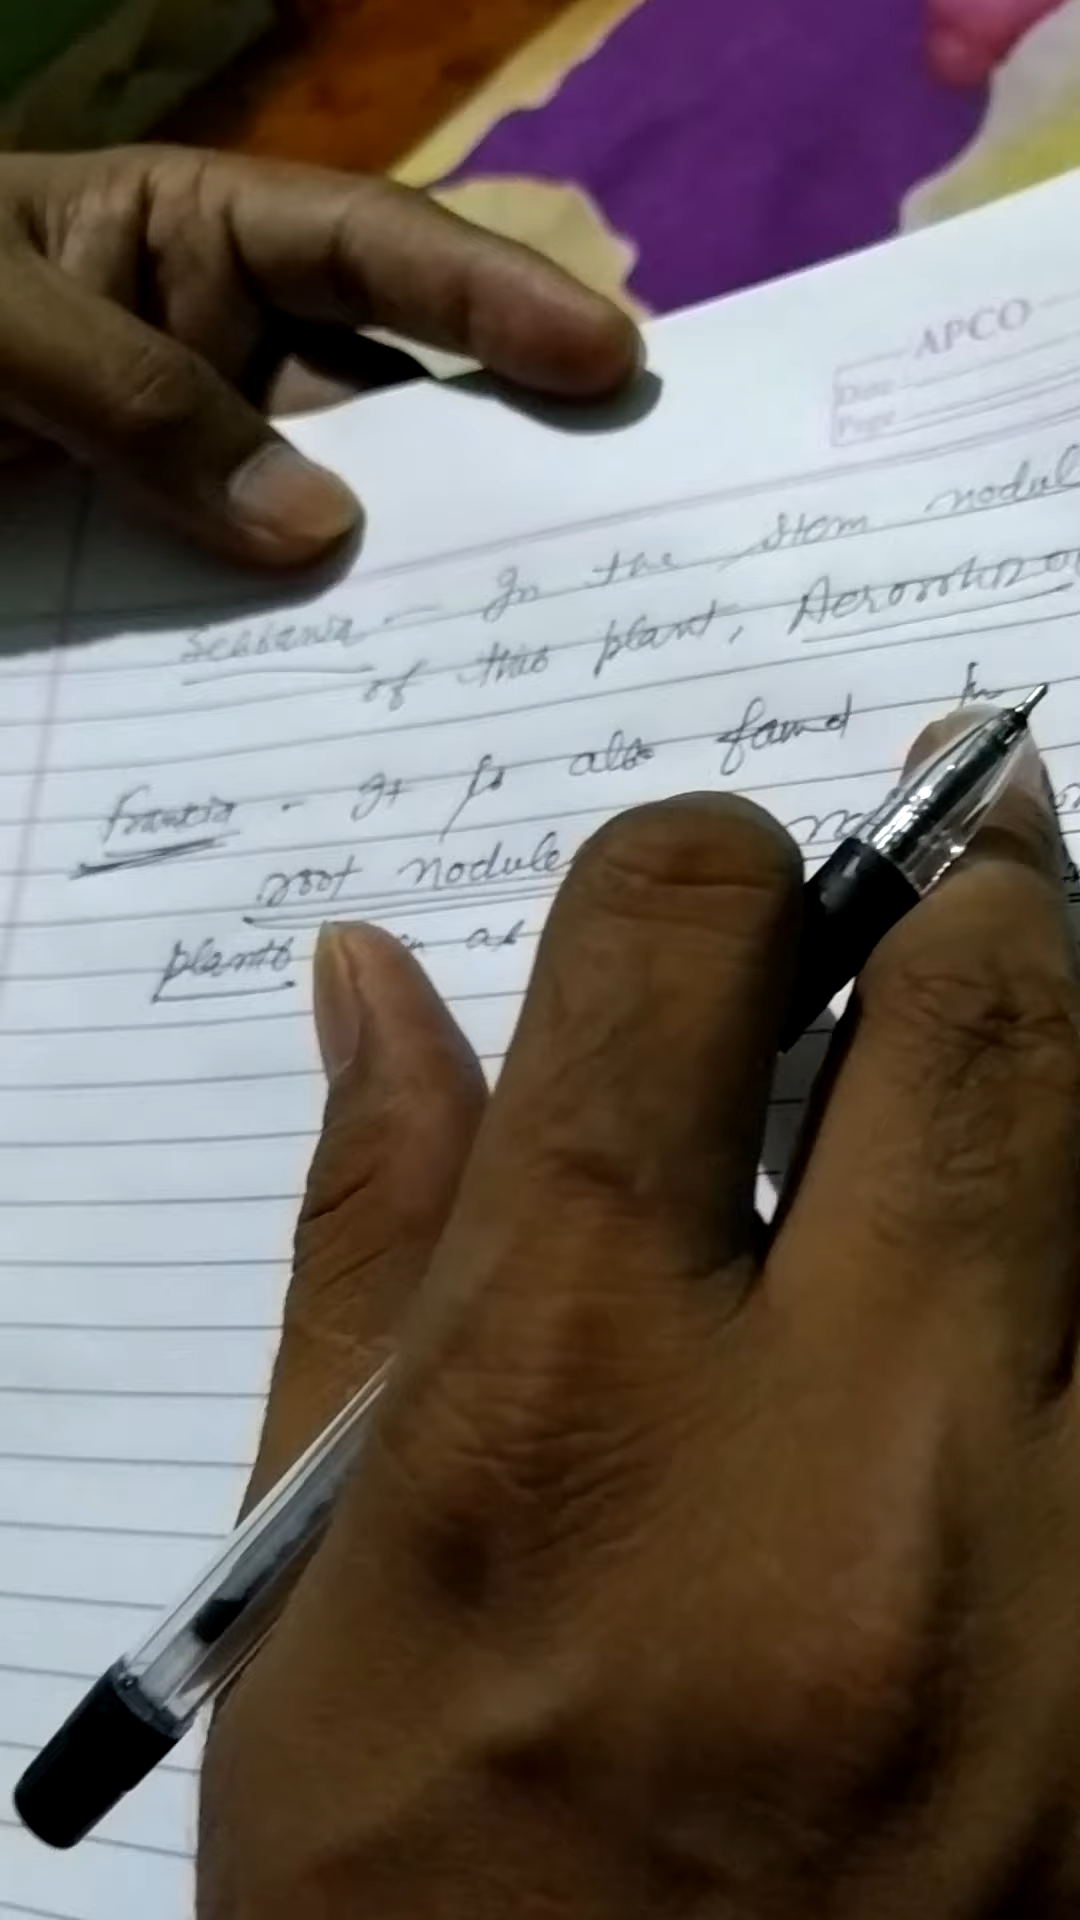 APCO
Date
Page
Sesbania - In the stem nodul
of this plant, Aerorhizo
Frankia - It is also found in
root nodule
plants as